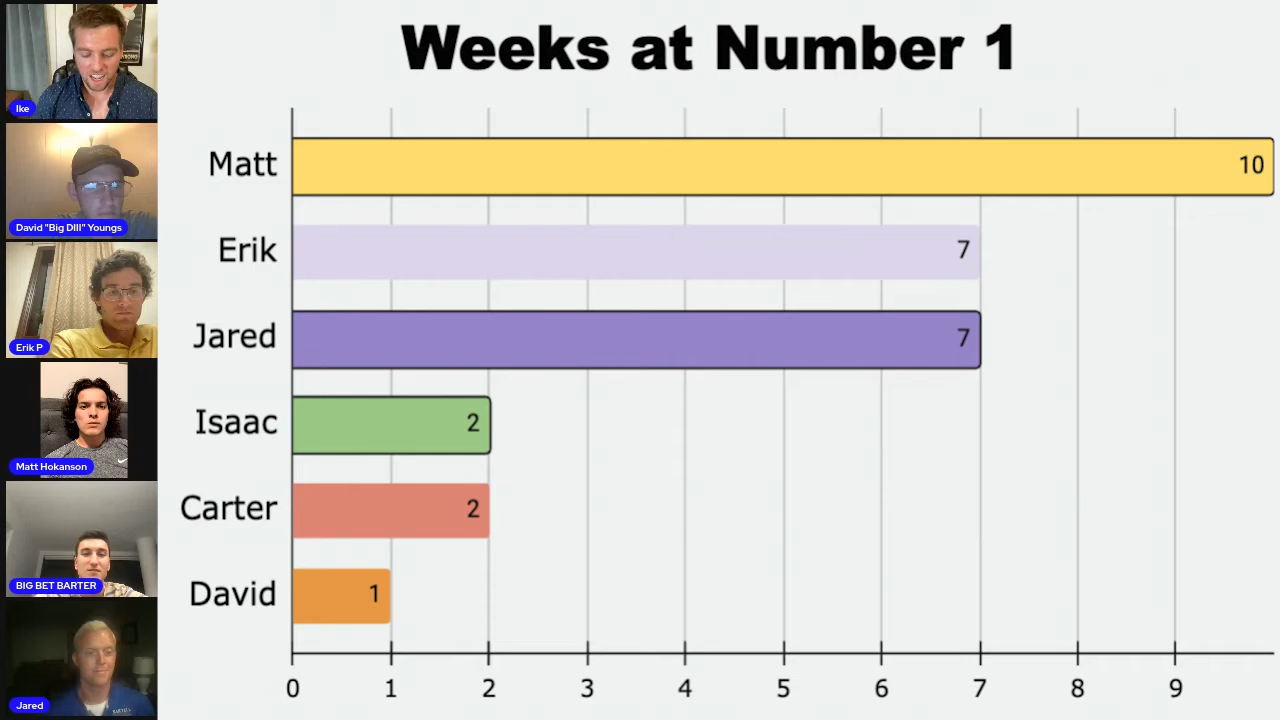 Weeks at Number 1
Ike
David "Big DIll" Youngs
Erik P
Matt Hokanson
BIG BET BARTER
Jared
Matt 10
Erik 7
Jared 7
Isaac 2
Carter 2
David 1
0 1 2 3 4 5 6 7 8 9